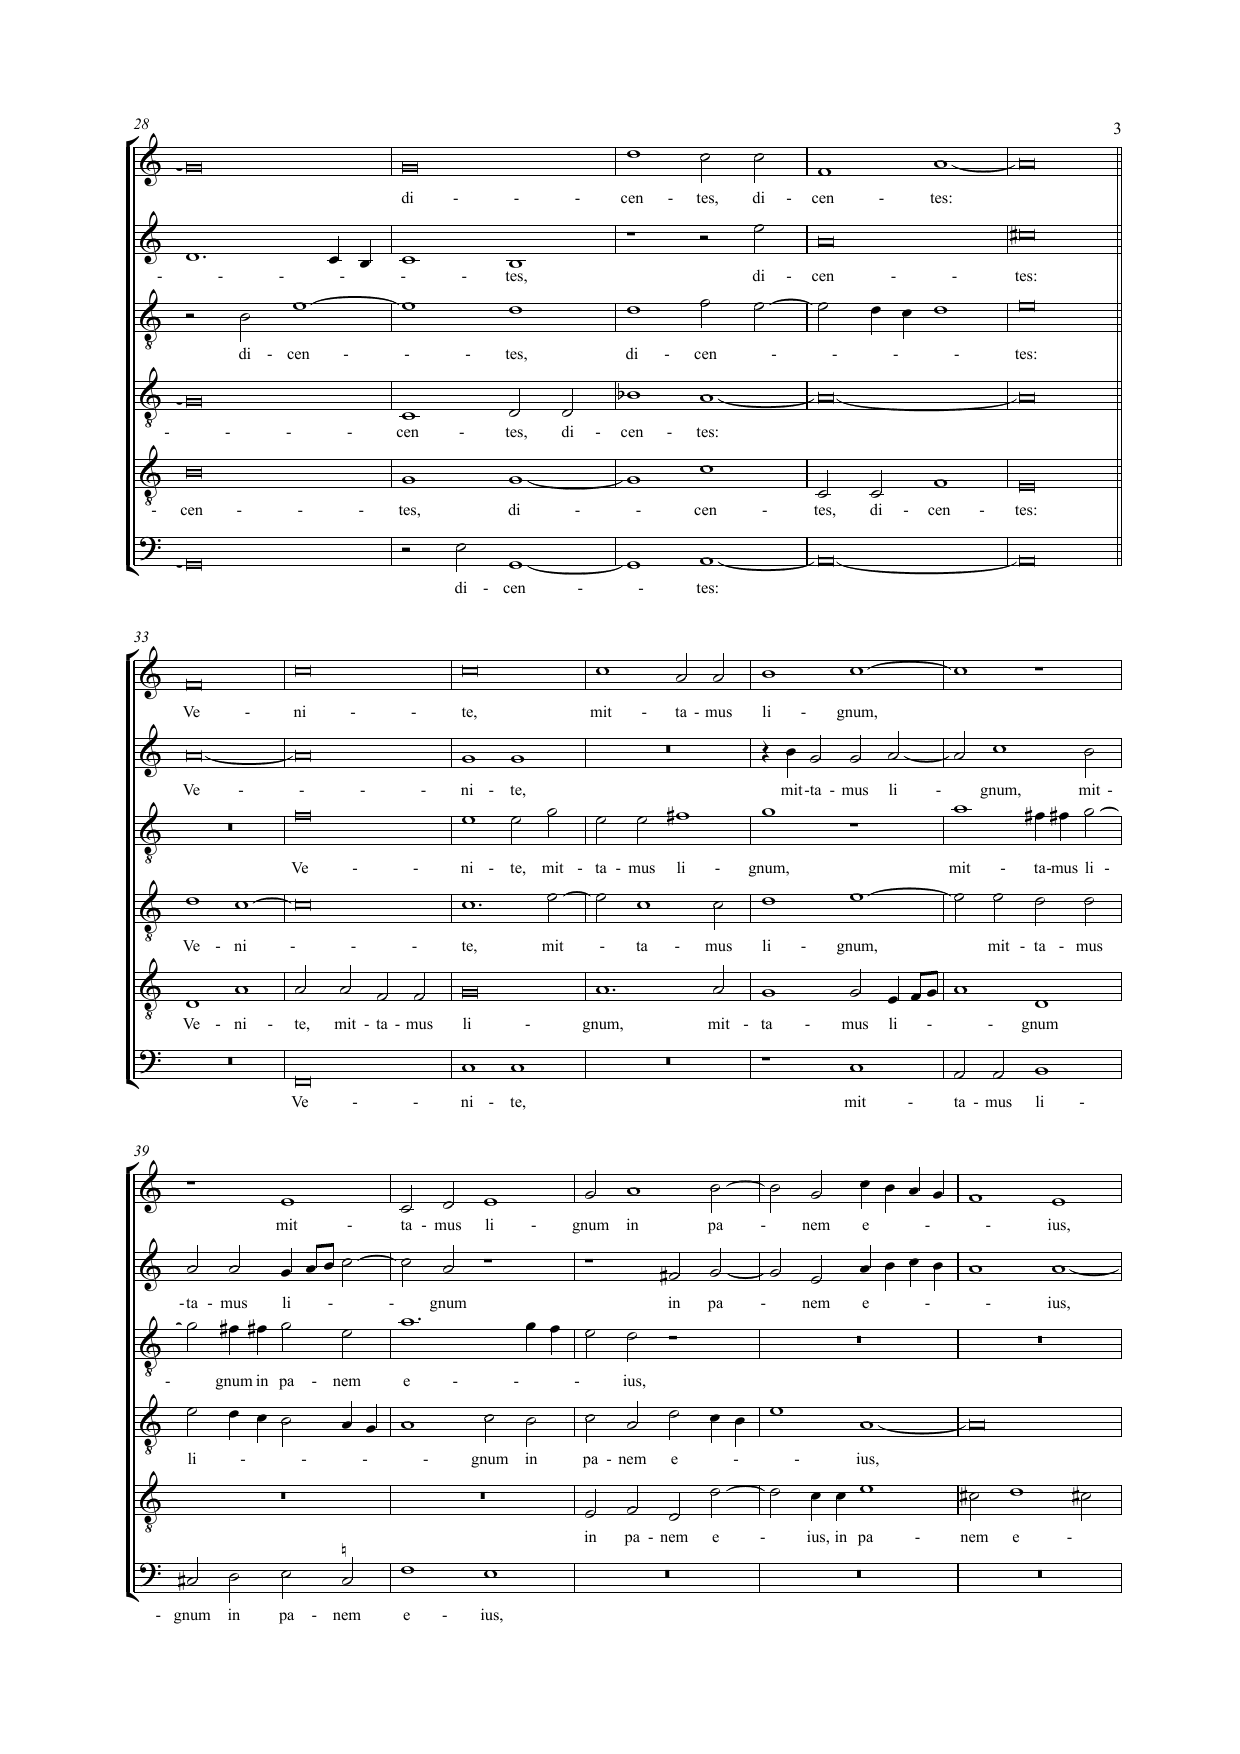 28
3
di - - - cen - tes, di - cen - tes:
- - - - - - tes, di - cen - - tes:
di - cen - - - tes, di - cen - - - - tes:
- - - - cen - tes, di - cen - tes:
- cen - - - tes, di - - cen - tes, di - cen - tes:
di - cen - - tes:
33
Ve - ni - - te, mit - ta - mus li - gnum,
Ve - - - - ni - te, mit-ta - mus li - gnum, mit -
Ve - - ni - te, mit - ta - mus li - gnum, mit - ta-mus li -
Ve - ni - - - te, mit - ta - mus li - gnum, mit - ta - mus
Ve - ni - te, mit - ta - mus li - gnum, mit - ta - mus li - - gnum
Ve - - ni - te, mit - ta - mus li -
39
mit - ta - mus li - gnum in pa - nem e - - ius,
-ta - mus li - - gnum in pa - nem e - - ius,
- gnum in pa - nem e - - - ius,
li - - - - gnum in pa - nem e - - ius,
in pa - nem e - ius, in pa - nem e -
- gnum in pa - nem e - ius,